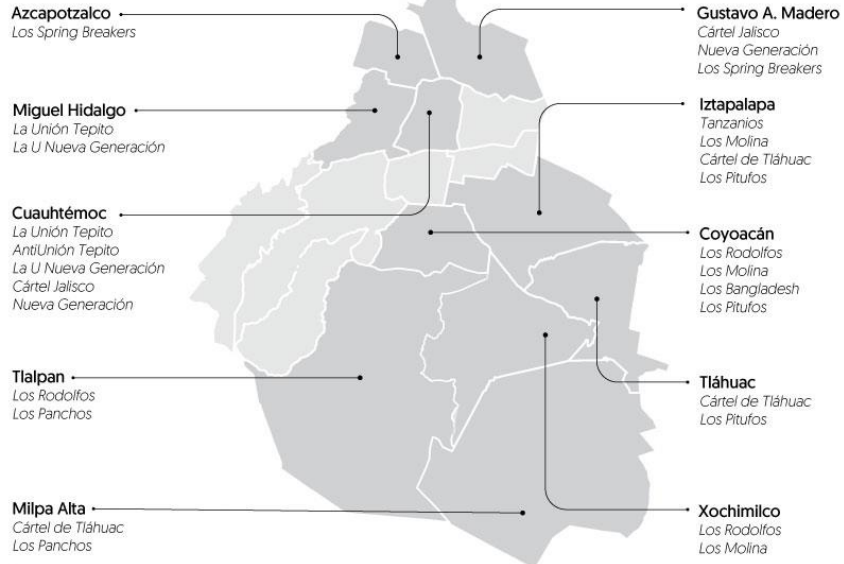 Azcapotzalco
Los Spring Breakers
Miguel Hidalgo
La Unión Tepito
La U Nueva Generación
Cuauhtémoc
La Unión Tepito
AntiUnión Tepito
La U Nueva Generación
Cártel Jalisco
Nueva Generación
Tlalpan
Los Rodolfos
Los Panchos
Milpa Alta
Cártel de Tláhuac
Los Panchos
Gustavo A. Madero
Cártel Jalisco
Nueva Generación
Los Spring Breakers
Iztapalapa
Tanzanios
Los Molina
Cártel de Tláhuac
Los Pitufos
Coyoacán
Los Rodolfos
Los Molina
Los Bangladesh
Los Pitufos
Tláhuac
Cártel de Tláhuac
Los Pitufos
Xochimilco
Los Rodolfos
Los Molina